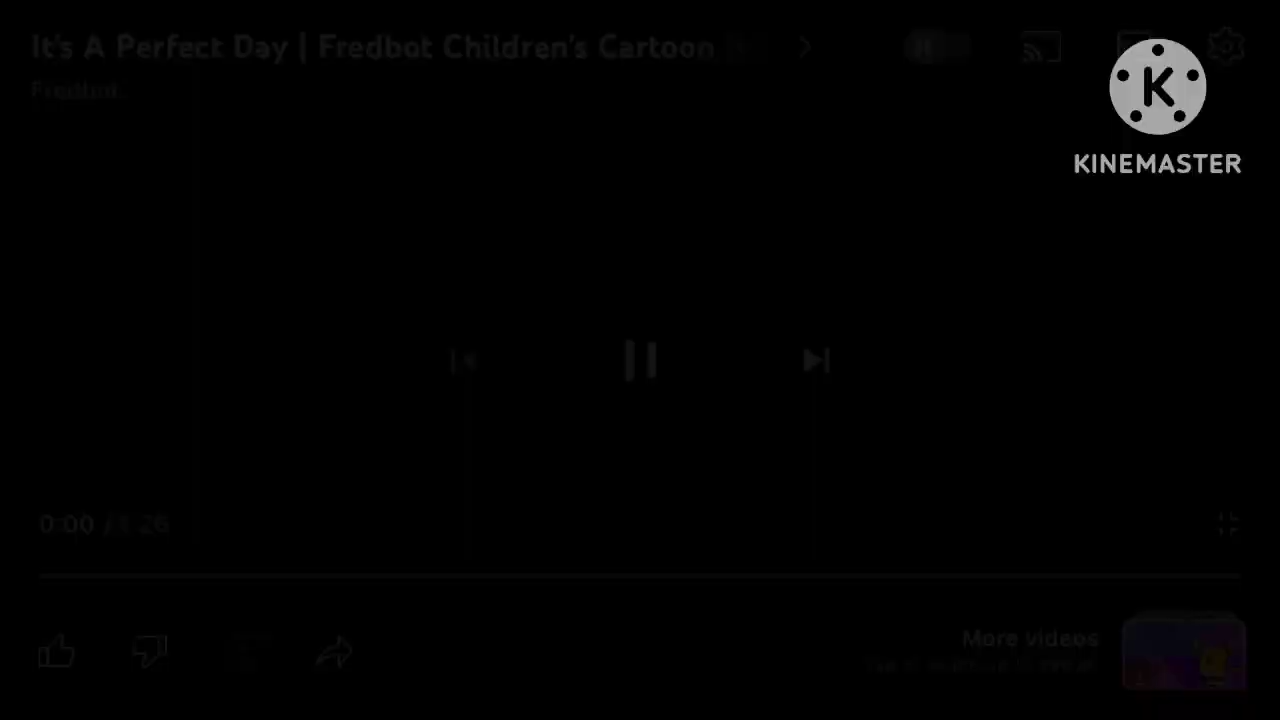 It's A Perfect Day | Fredbot Children's Cartoon
Fredbot
K
KINEMASTER
0:00
More videos